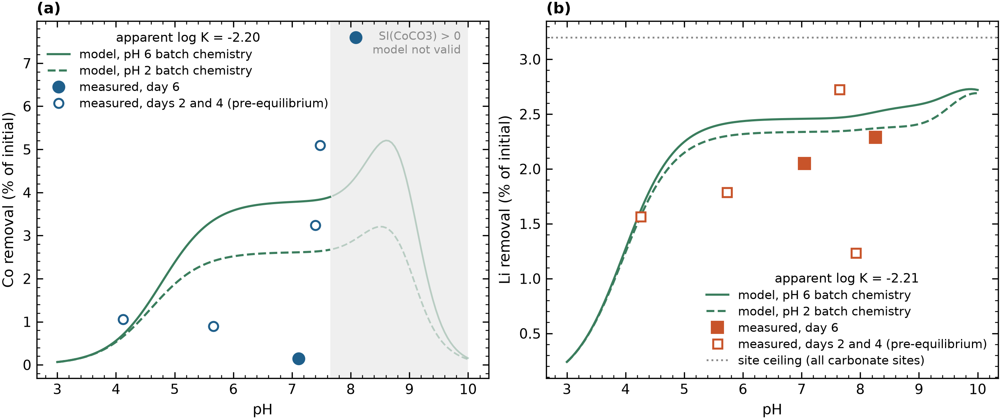 (a)
apparent log K = -2.20
model, pH 6 batch chemistry
model, pH 2 batch chemistry
measured, day 6
measured, days 2 and 4 (pre-equilibrium)
SI(CoCO3) > 0
model not valid
Co removal (% of initial)
7
6
5
4
3
2
1
0
3 4 5 6 7 8 9 10
pH
(b)
Li removal (% of initial)
3.0
2.5
2.0
1.5
1.0
0.5
apparent log K = -2.21
model, pH 6 batch chemistry
model, pH 2 batch chemistry
measured, day 6
measured, days 2 and 4 (pre-equilibrium)
site ceiling (all carbonate sites)
3 4 5 6 7 8 9 10
pH